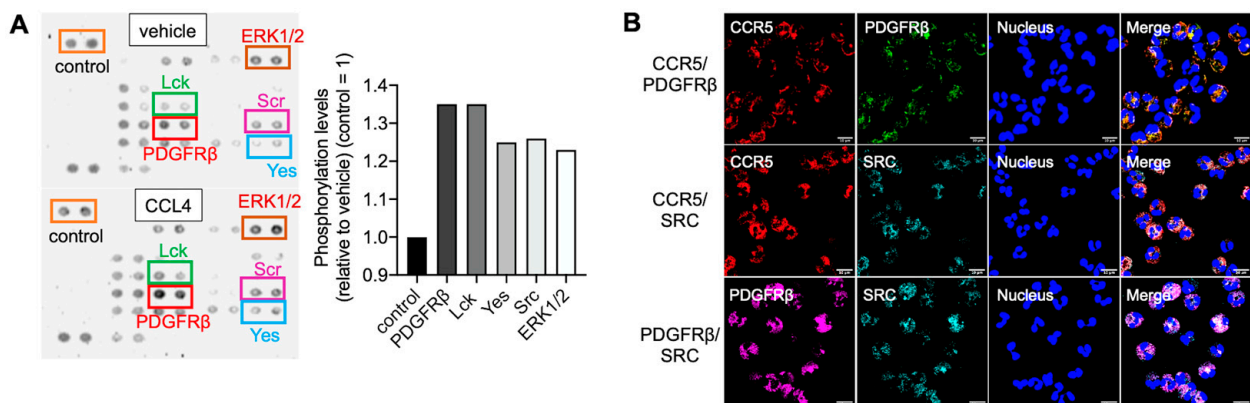 A
vehicle
ERK1/2
control
Lck
Scr
PDGFRβ
Yes
CCL4
ERK1/2
control
Lck
Scr
PDGFRβ
Yes
Phosphorylation levels
(relative to vehicle) (control = 1)
1.4
1.3
1.2
1.1
1.0
0.9
control
PDGFRβ
Lck
Yes
Src
ERK1/2
B
CCR5/
PDGFRβ
CCR5
PDGFRβ
Nucleus
Merge
CCR5/
SRC
CCR5
SRC
Nucleus
Merge
PDGFRβ/
SRC
PDGFRβ
SRC
Nucleus
Merge